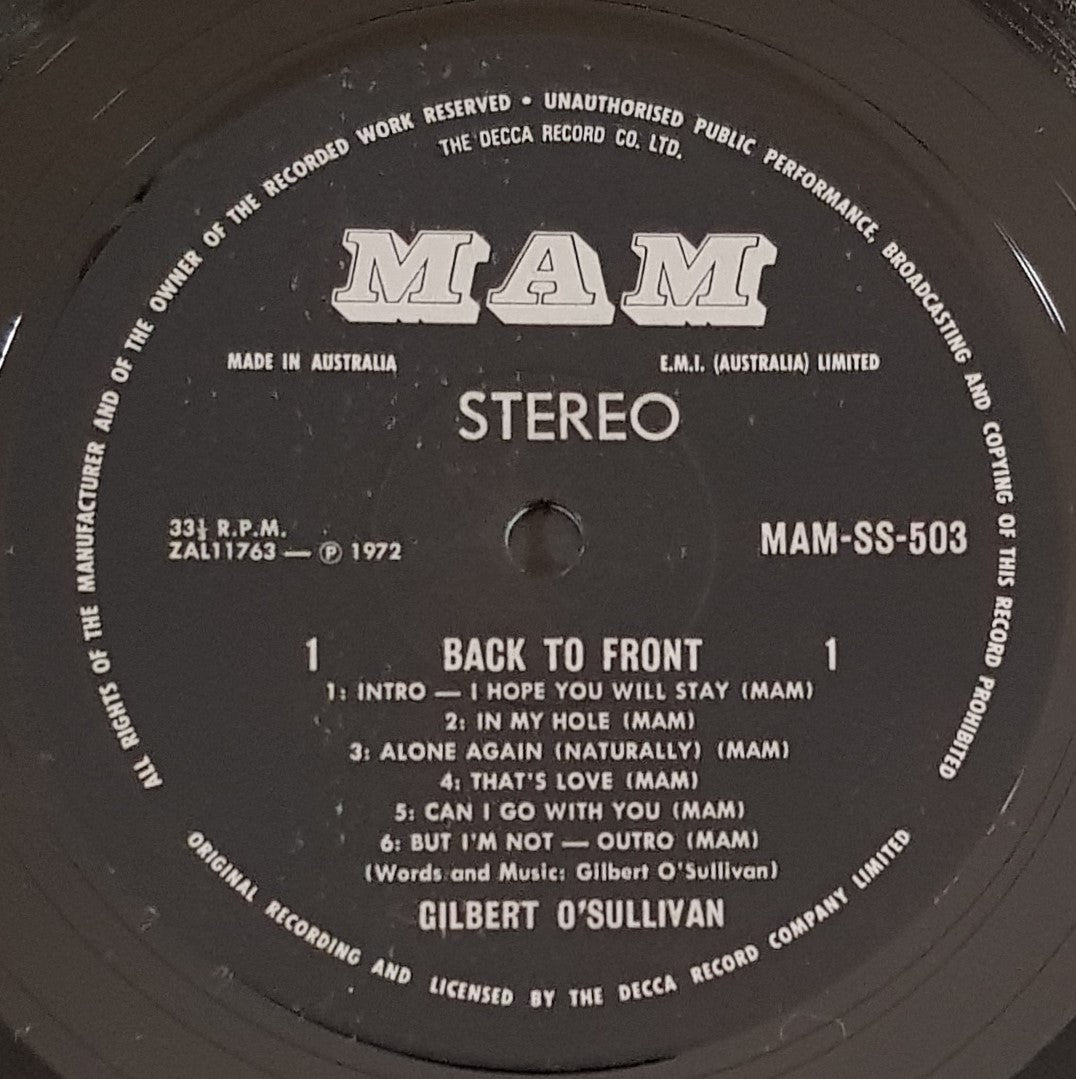 ALL RIGHTS OF THE MANUFACTURER AND OF THE OWNER OF THE RECORDED WORK RESERVED • UNAUTHORISED PUBLIC PERFORMANCE, BROADCASTING AND COPYING OF THIS RECORD PROHIBITED
THE DECCA RECORD CO. LTD.
MAM
MADE IN AUSTRALIA
E.M.I. (AUSTRALIA) LIMITED
STEREO
33⅓ R.P.M.
ZAL11763 — ℗ 1972
MAM-SS-503
1 BACK TO FRONT 1
1: INTRO — I HOPE YOU WILL STAY (MAM)
2: IN MY HOLE (MAM)
3: ALONE AGAIN (NATURALLY) (MAM)
4: THAT'S LOVE (MAM)
5: CAN I GO WITH YOU (MAM)
6: BUT I'M NOT — OUTRO (MAM)
(Words and Music: Gilbert O'Sullivan)
GILBERT O'SULLIVAN
ORIGINAL RECORDING AND LICENSED BY THE DECCA RECORD COMPANY LIMITED